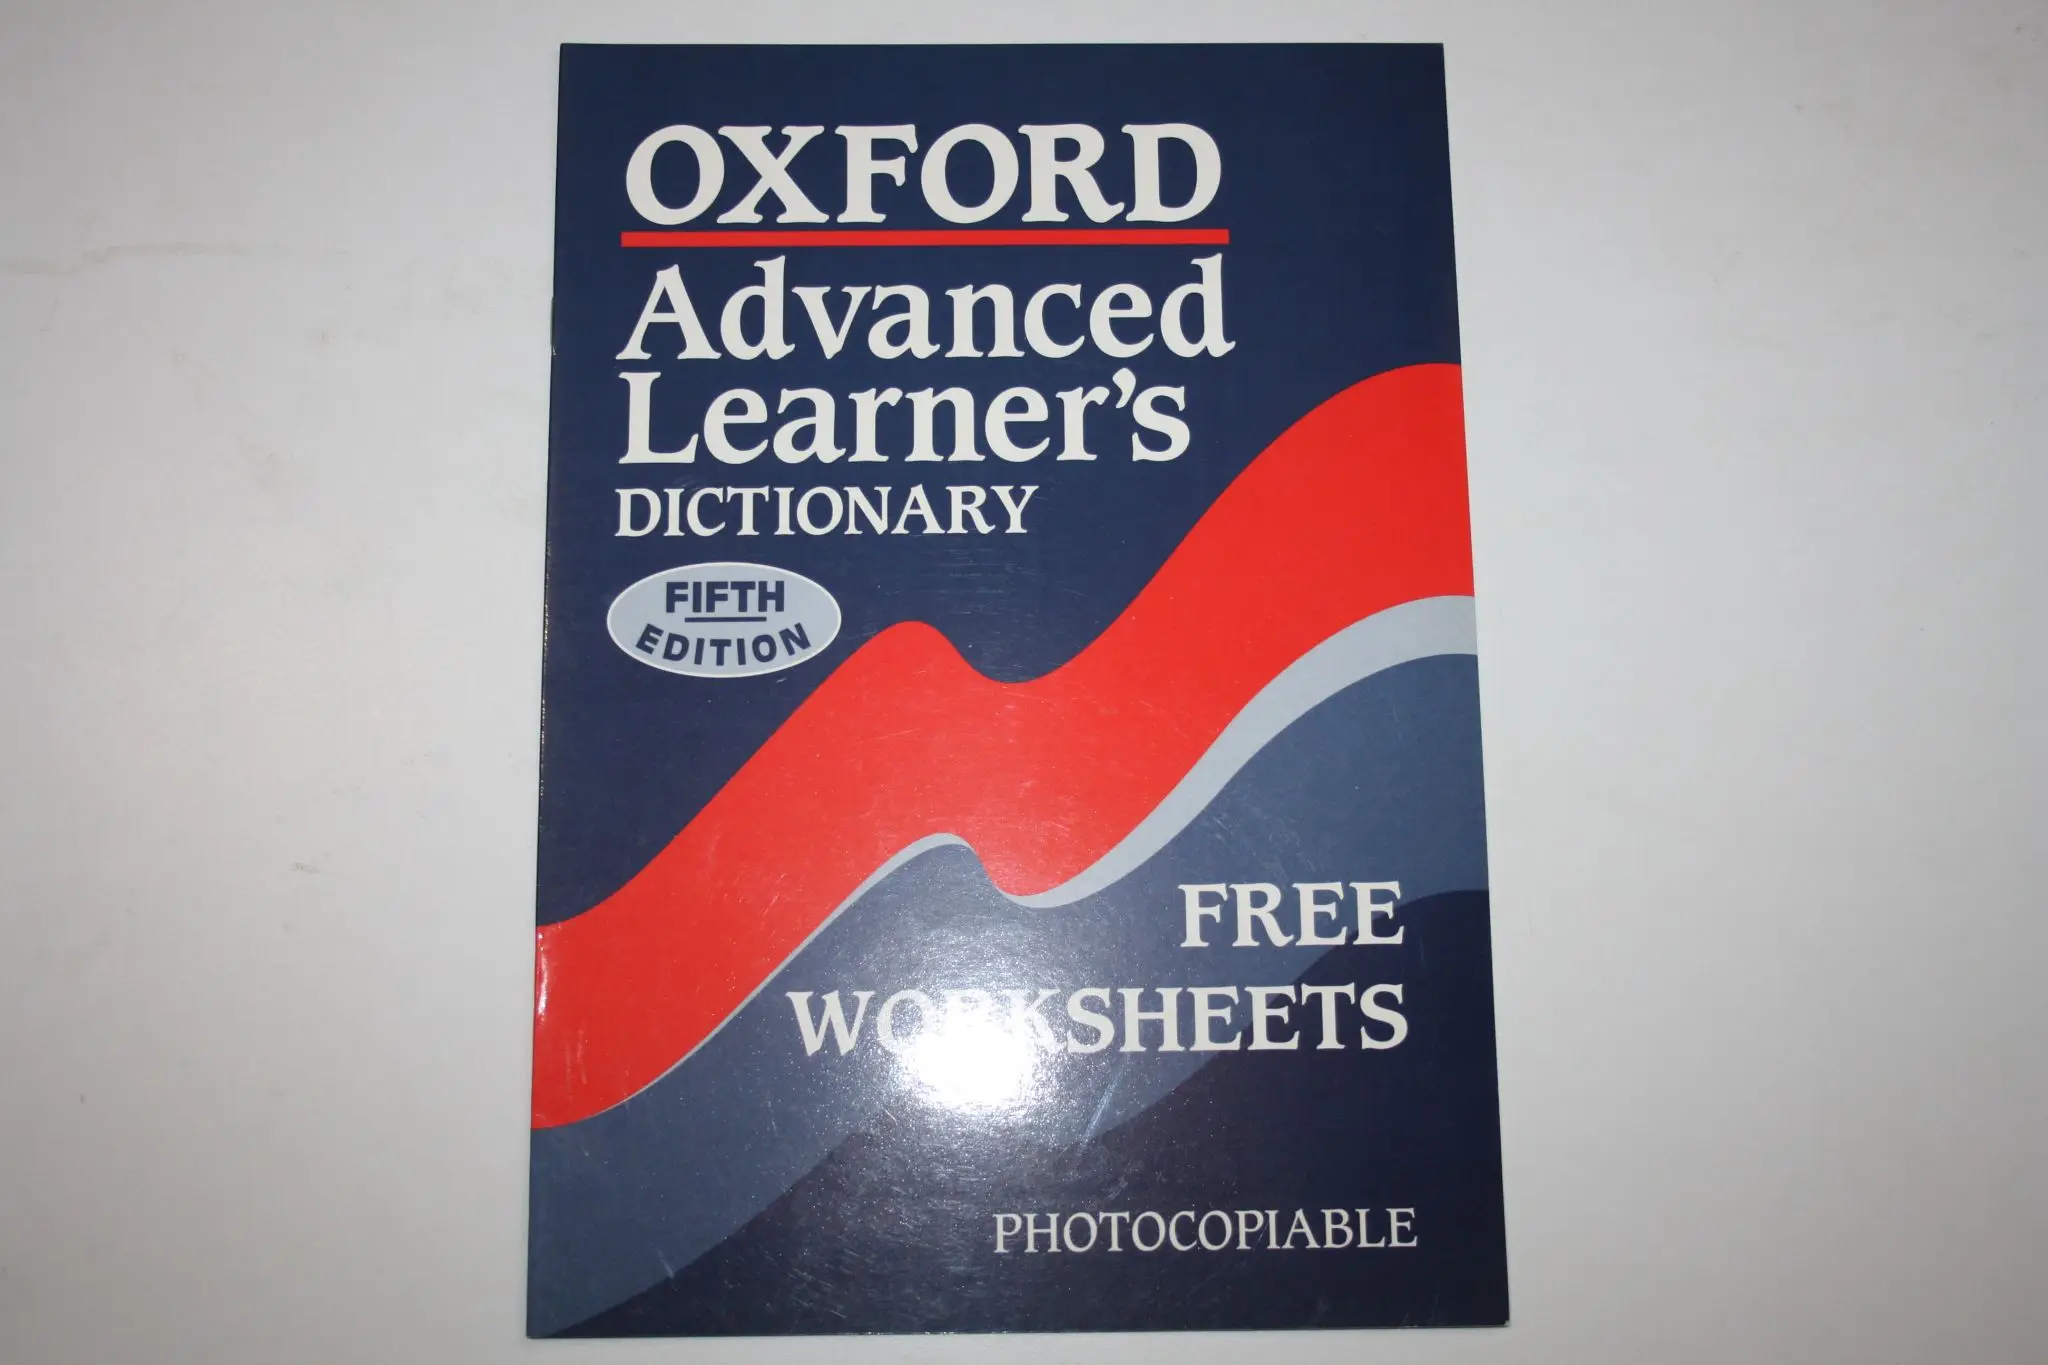 OXFORD
Advanced
Learner's
DICTIONARY
FIFTH
EDITION
FREE
WORKSHEETS
PHOTOCOPIABLE